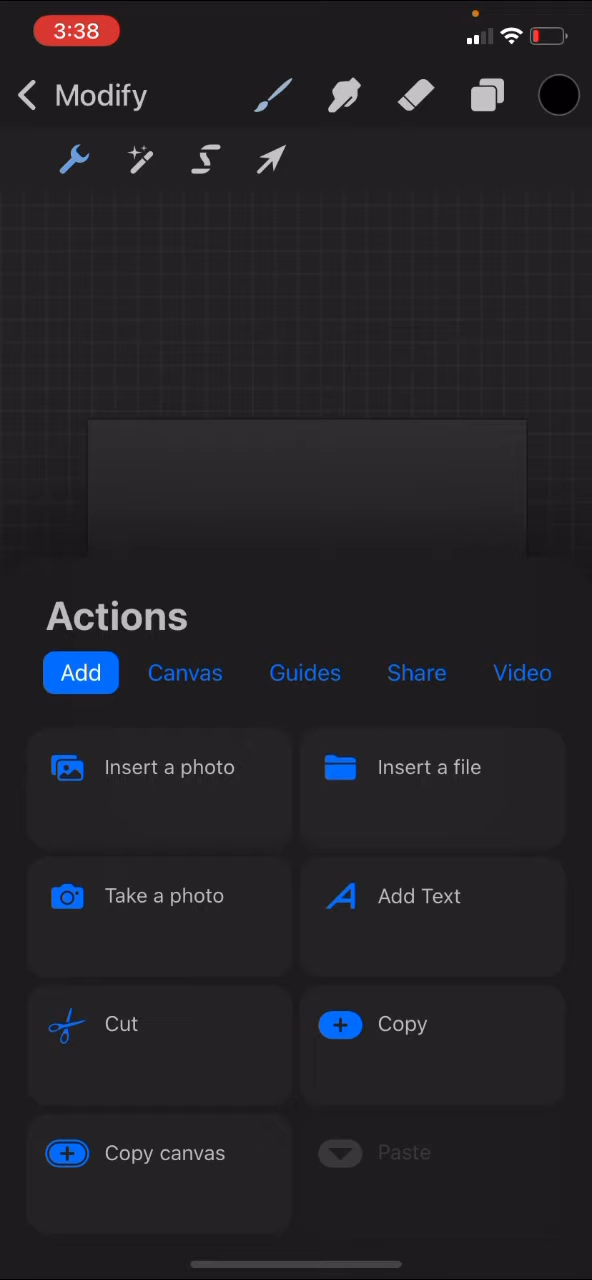 3:38
Modify
Actions
Add Canvas Guides Share Video
Insert a photo Insert a file
Take a photo Add Text
Cut Copy
Copy canvas Paste